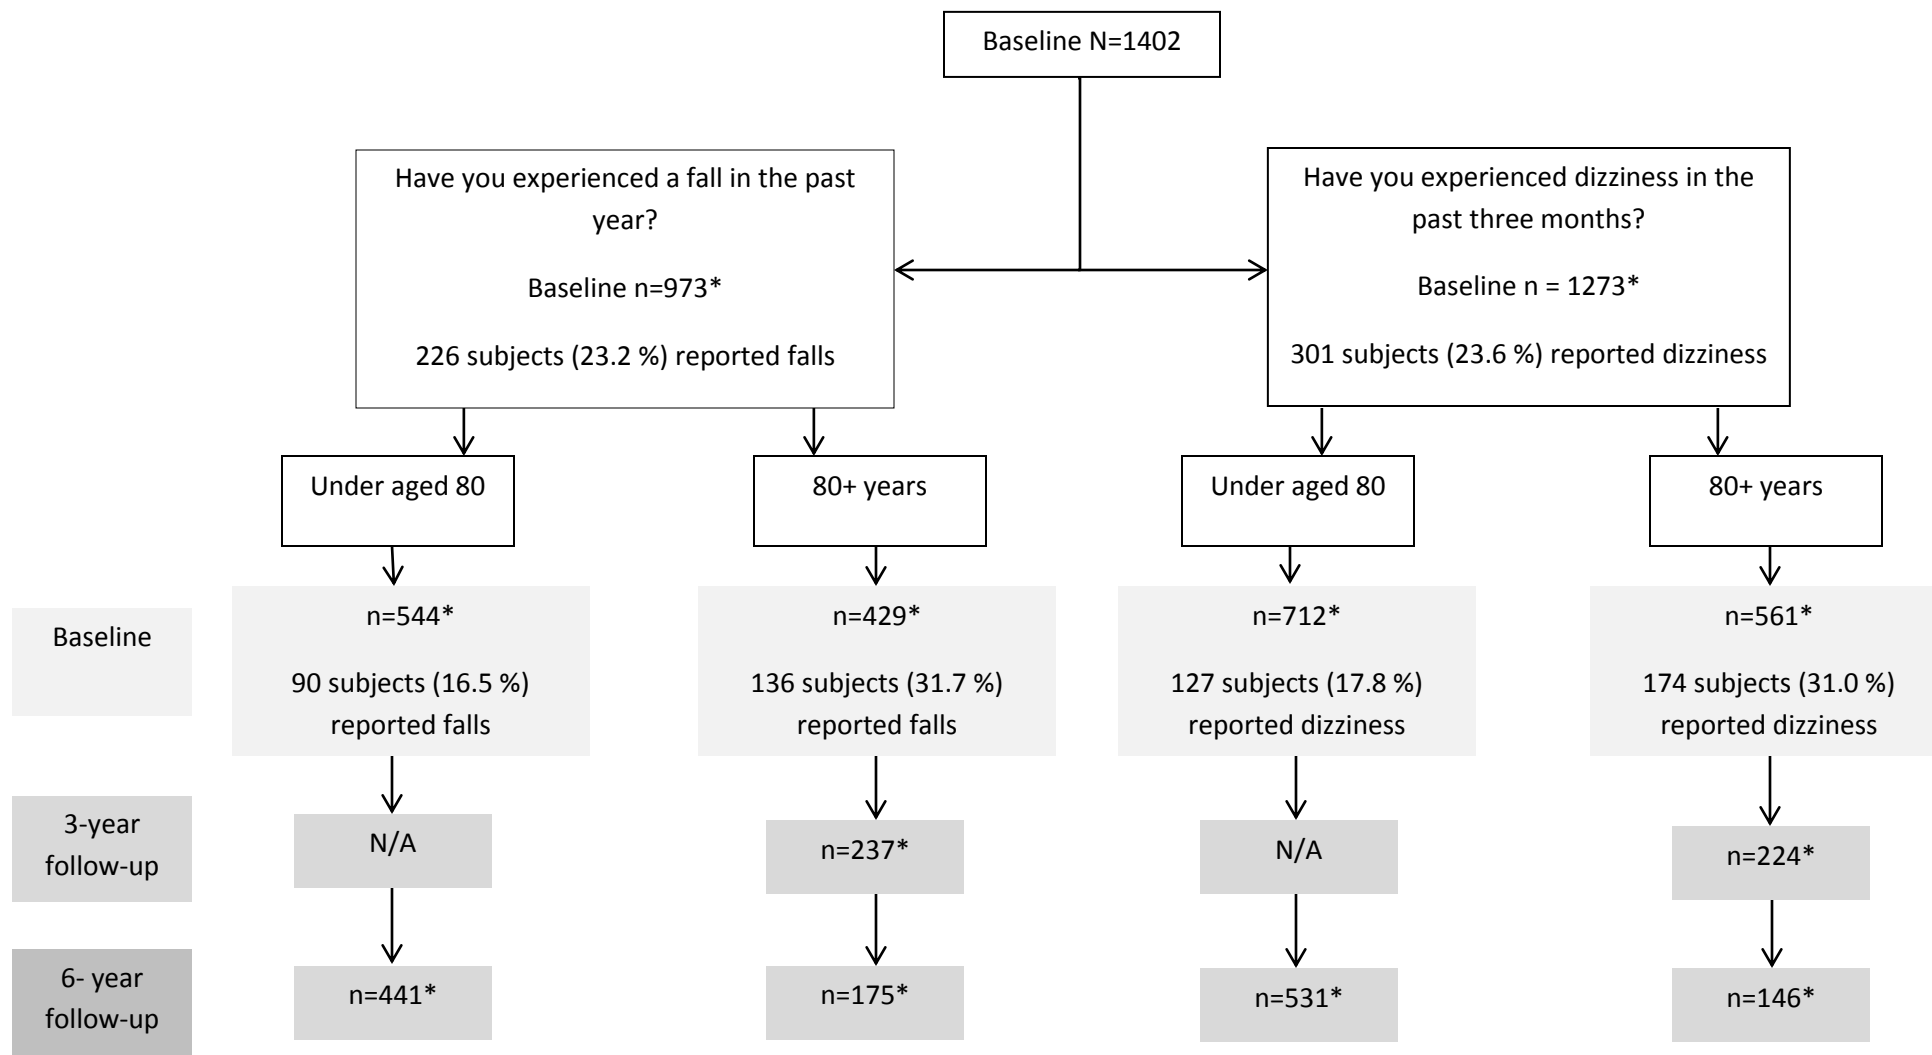 Baseline N=1402
Have you experienced a fall in the past
year?
Baseline n=973*
226 subjects (23.2 %) reported falls
Have you experienced dizziness in the
past three months?
Baseline n = 1273*
301 subjects (23.6 %) reported dizziness
Under aged 80
80+ years
Under aged 80
80+ years
Baseline
n=544*
90 subjects (16.5 %)
reported falls
n=429*
136 subjects (31.7 %)
reported falls
n=712*
127 subjects (17.8 %)
reported dizziness
n=561*
174 subjects (31.0 %)
reported dizziness
3-year
follow-up
N/A
n=237*
N/A
n=224*
6- year
follow-up
n=441*
n=175*
n=531*
n=146*